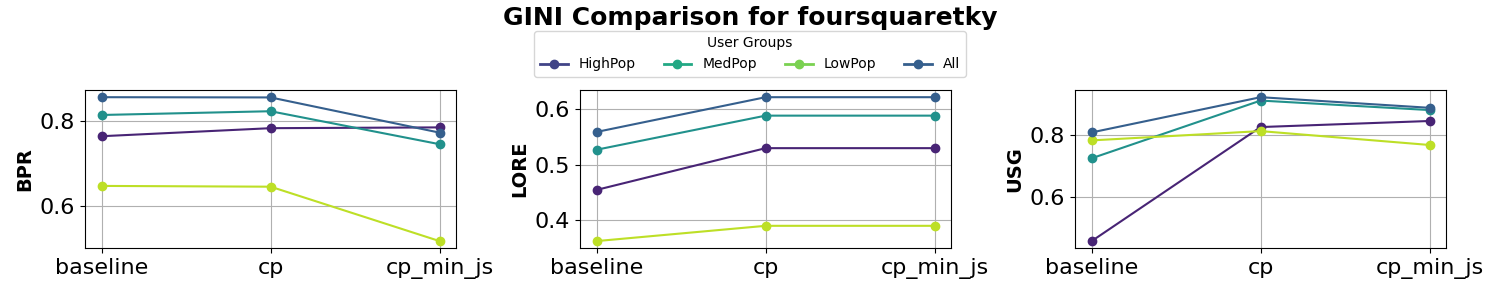 GINI Comparison for foursquaretky
User Groups
HighPop MedPop LowPop All
BPR
0.8
0.6
baseline cp cp_min_js
LORE
0.6
0.5
0.4
baseline cp cp_min_js
USG
0.8
0.6
baseline cp cp_min_js